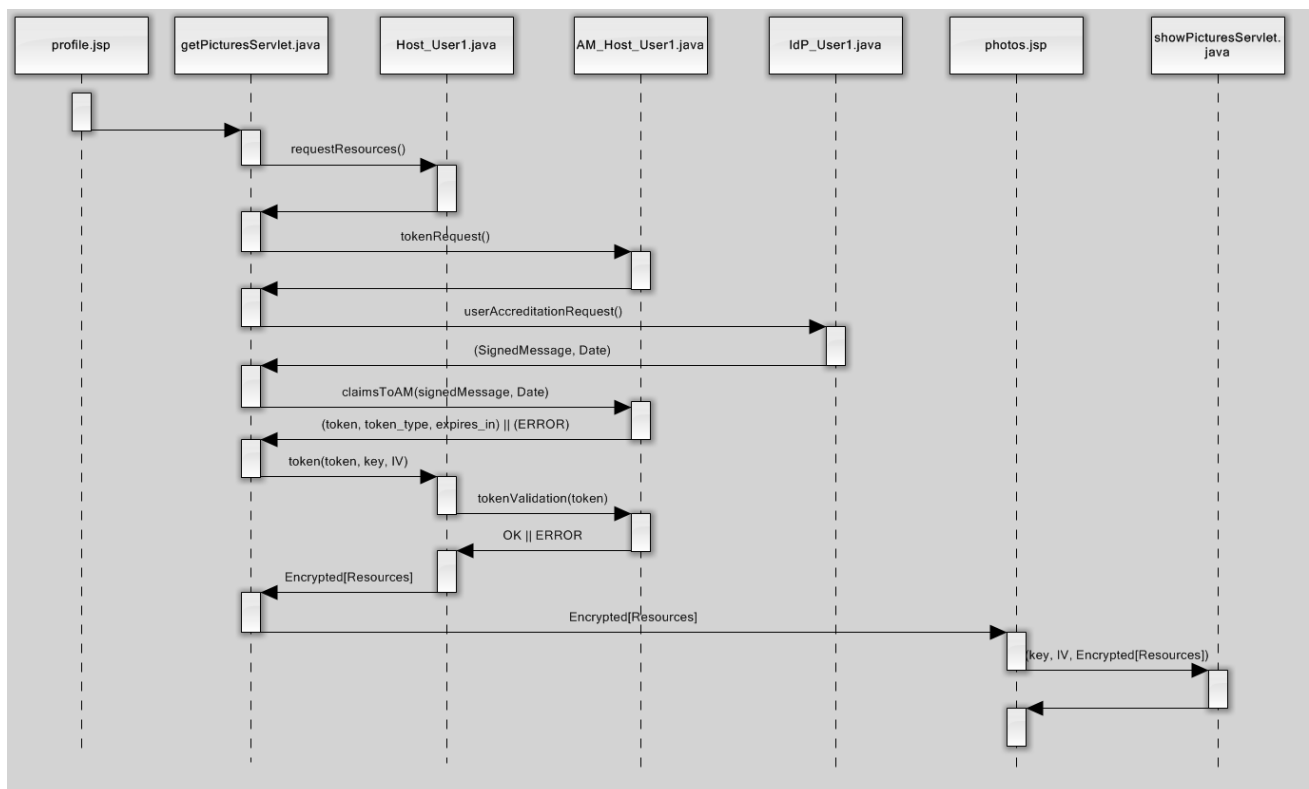 profile.jsp
getPicturesServlet.java
Host_User1.java
AM_Host_User1.java
IdP_User1.java
photos.jsp
showPicturesServlet.
java
requestResources()
tokenRequest()
userAccreditationRequest()
(SignedMessage, Date)
claimsToAM(signedMessage, Date)
(token, token_type, expires_in) || (ERROR)
token(token, key, IV)
tokenValidation(token)
OK || ERROR
Encrypted[Resources]
Encrypted[Resources]
(key, IV, Encrypted[Resources])